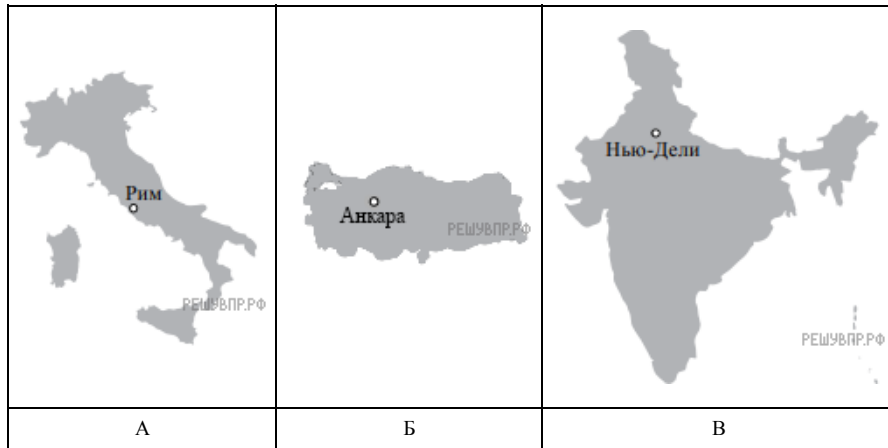 Рим
РЕШУВПР.РФ
Анкара
РЕШУВПР.РФ
Нью-Дели
РЕШУВПР.РФ
А
Б
В